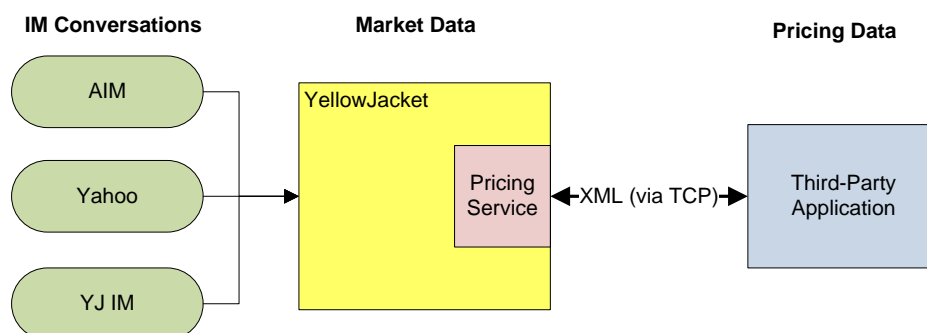 IM Conversations
Market Data
Pricing Data
AIM
Yahoo
YJ IM
YellowJacket
Pricing
Service
XML (via TCP)
Third-Party
Application